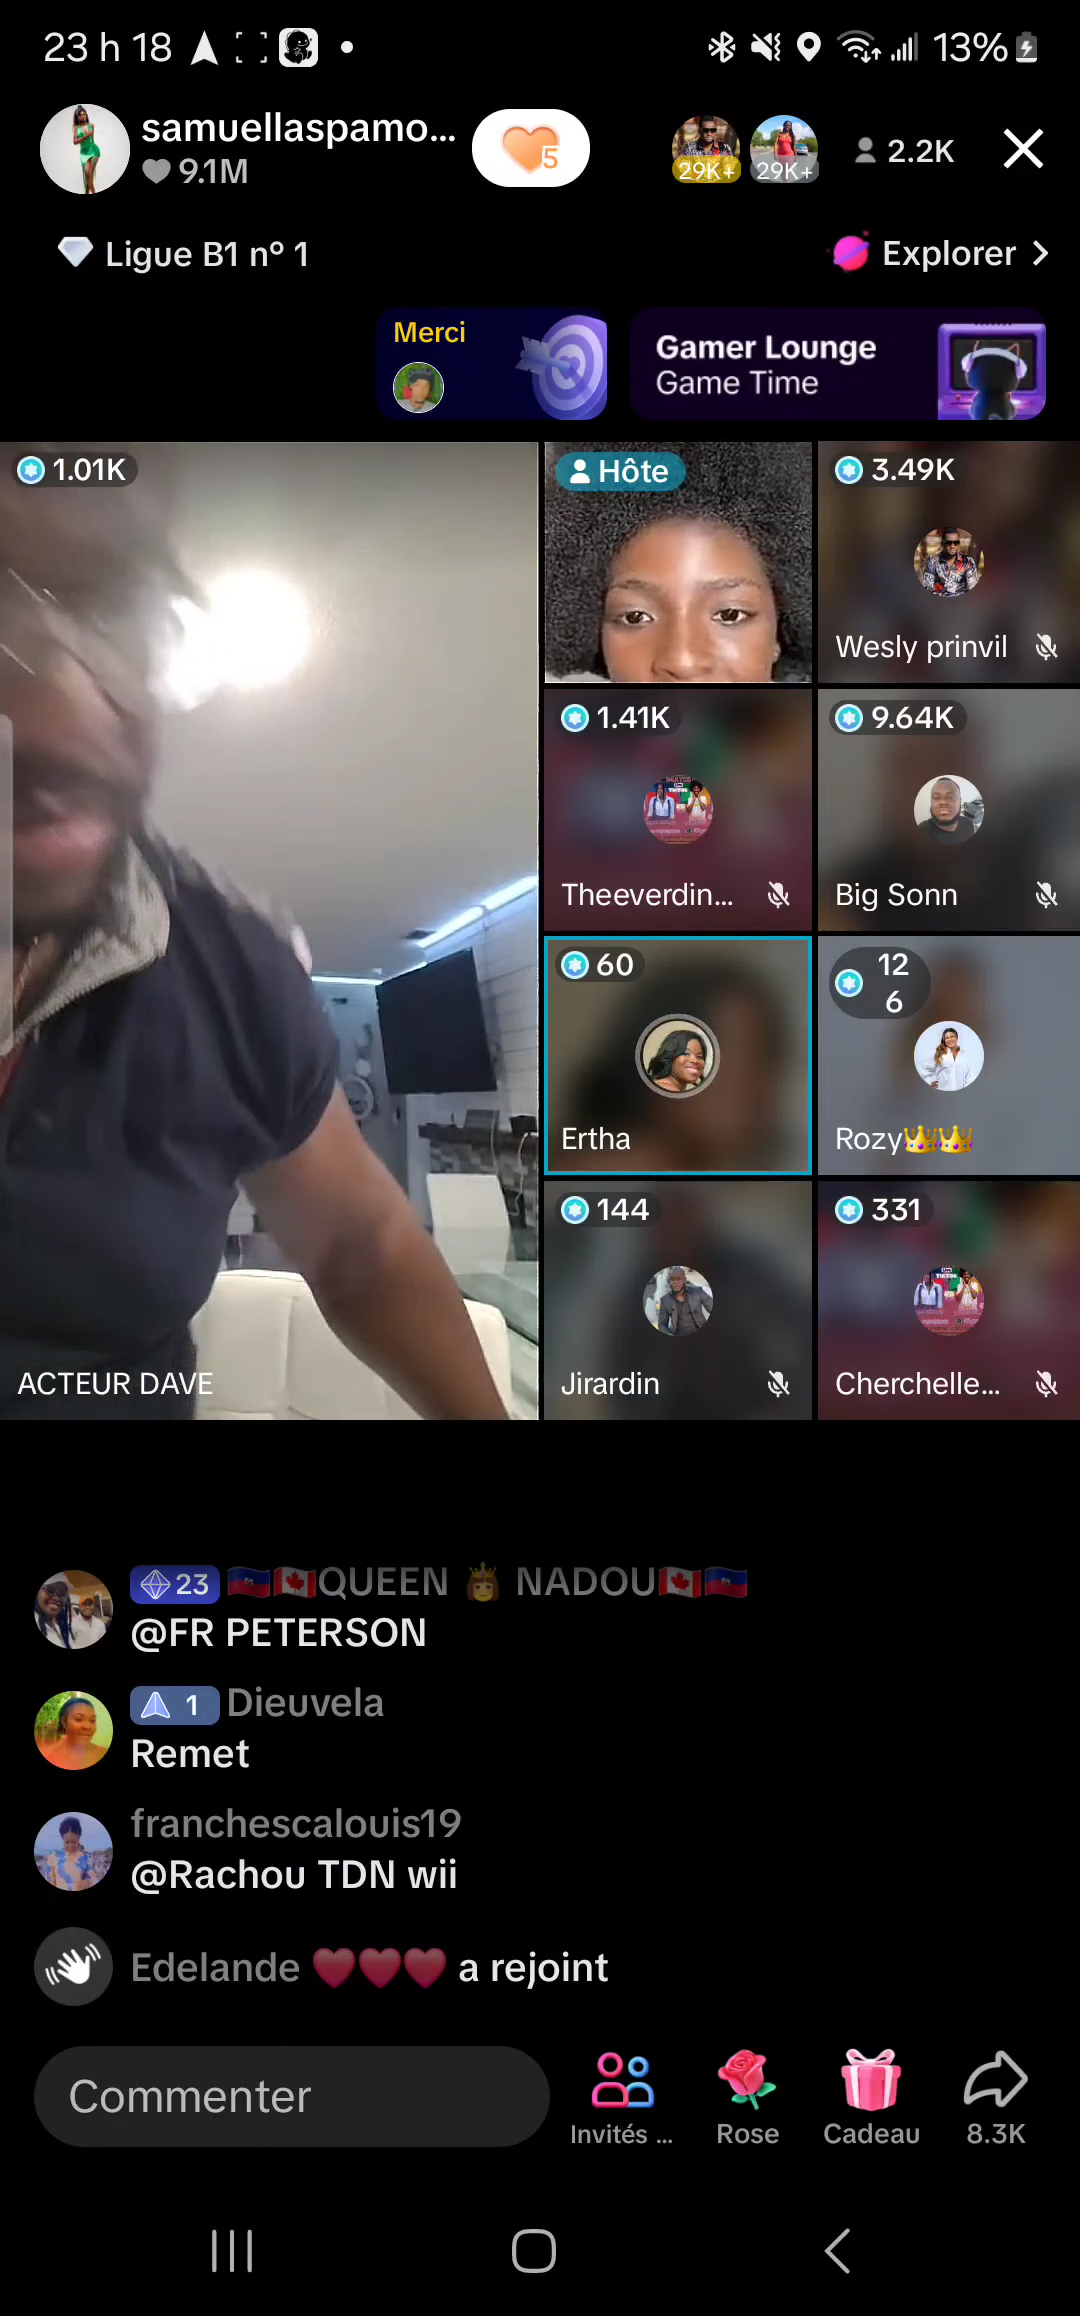 23 h 18
13%
samuellaspamo...
9.1M
5
29K+
29K+
2.2K
Ligue B1 nº 1
Explorer
Merci
Gamer Lounge
Game Time
1.01K
Hôte
3.49K
Wesly prinvil
1.41K
9.64K
Theeverdin...
Big Sonn
60
12
6
Ertha
Rozy👑👑
144
331
ACTEUR DAVE
Jirardin
Cherchelle...
23 🇭🇹🇨🇦QUEEN 👸 NADOU🇨🇦🇭🇹
@FR PETERSON
1 Dieuvela
Remet
franchescalouis19
@Rachou TDN wii
Edelande ❤️❤️❤️ a rejoint
Commenter
Invités ...
Rose
Cadeau
8.3K